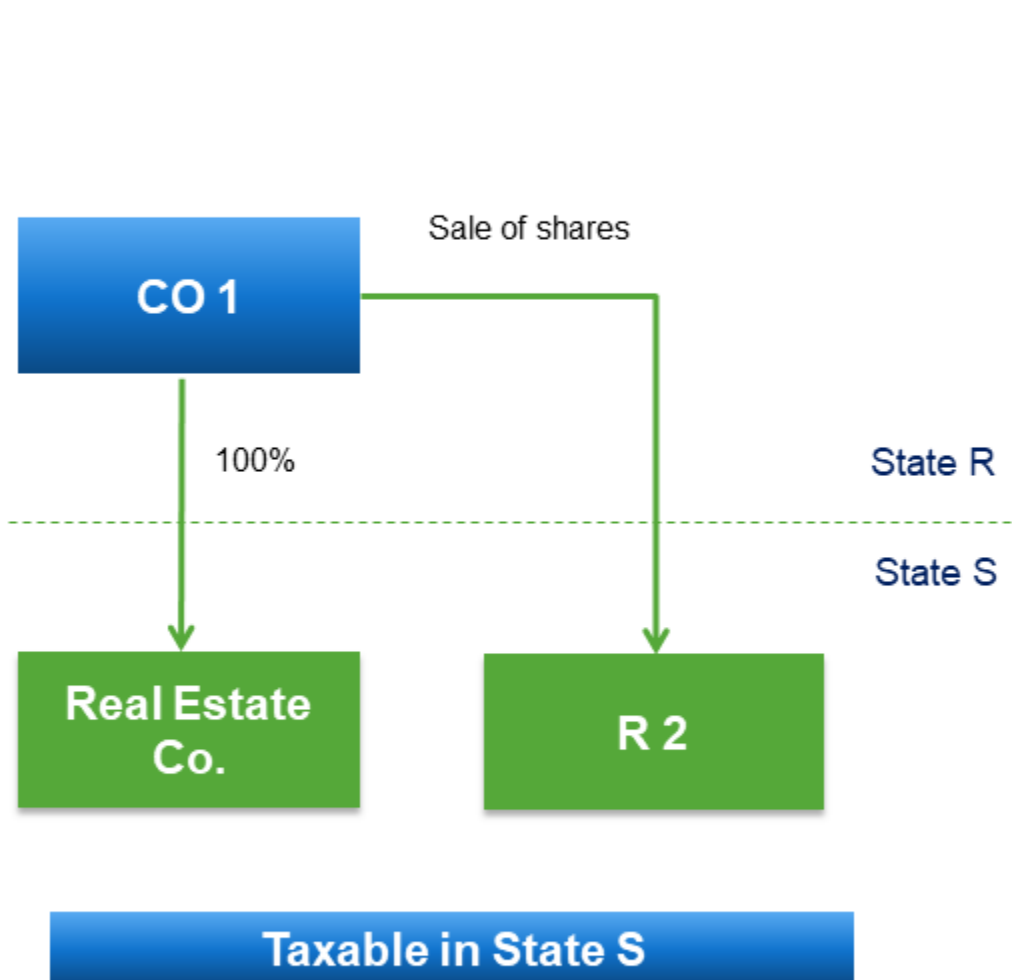 Sale of shares
CO 1
100%
State R
State S
Real Estate
Co.
R 2
Taxable in State S